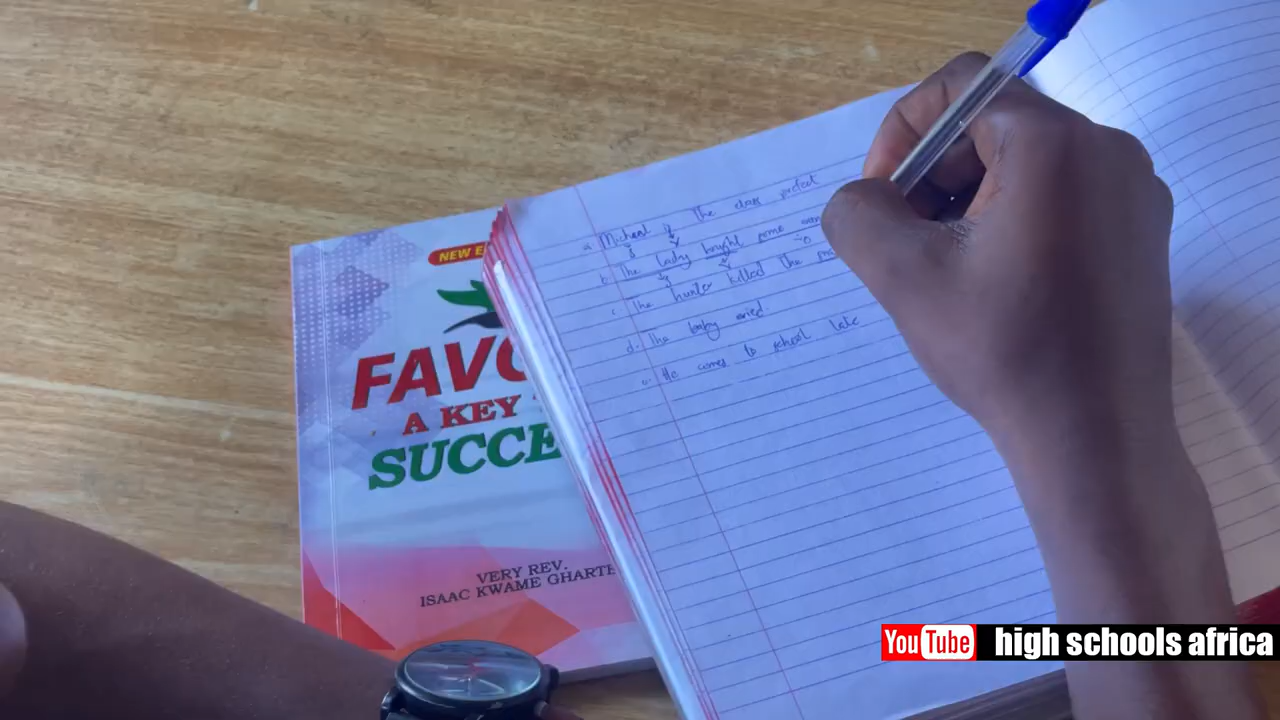 NEW E
FAVO
A KEY
SUCCE
VERY REV.
ISAAC KWAME GHARTE
a. Micheal is The class prefect
S V
b. The lady bought some
S V O
c. The hunter killed the
d. The baby cried
e. He comes to school late
YouTube high schools africa